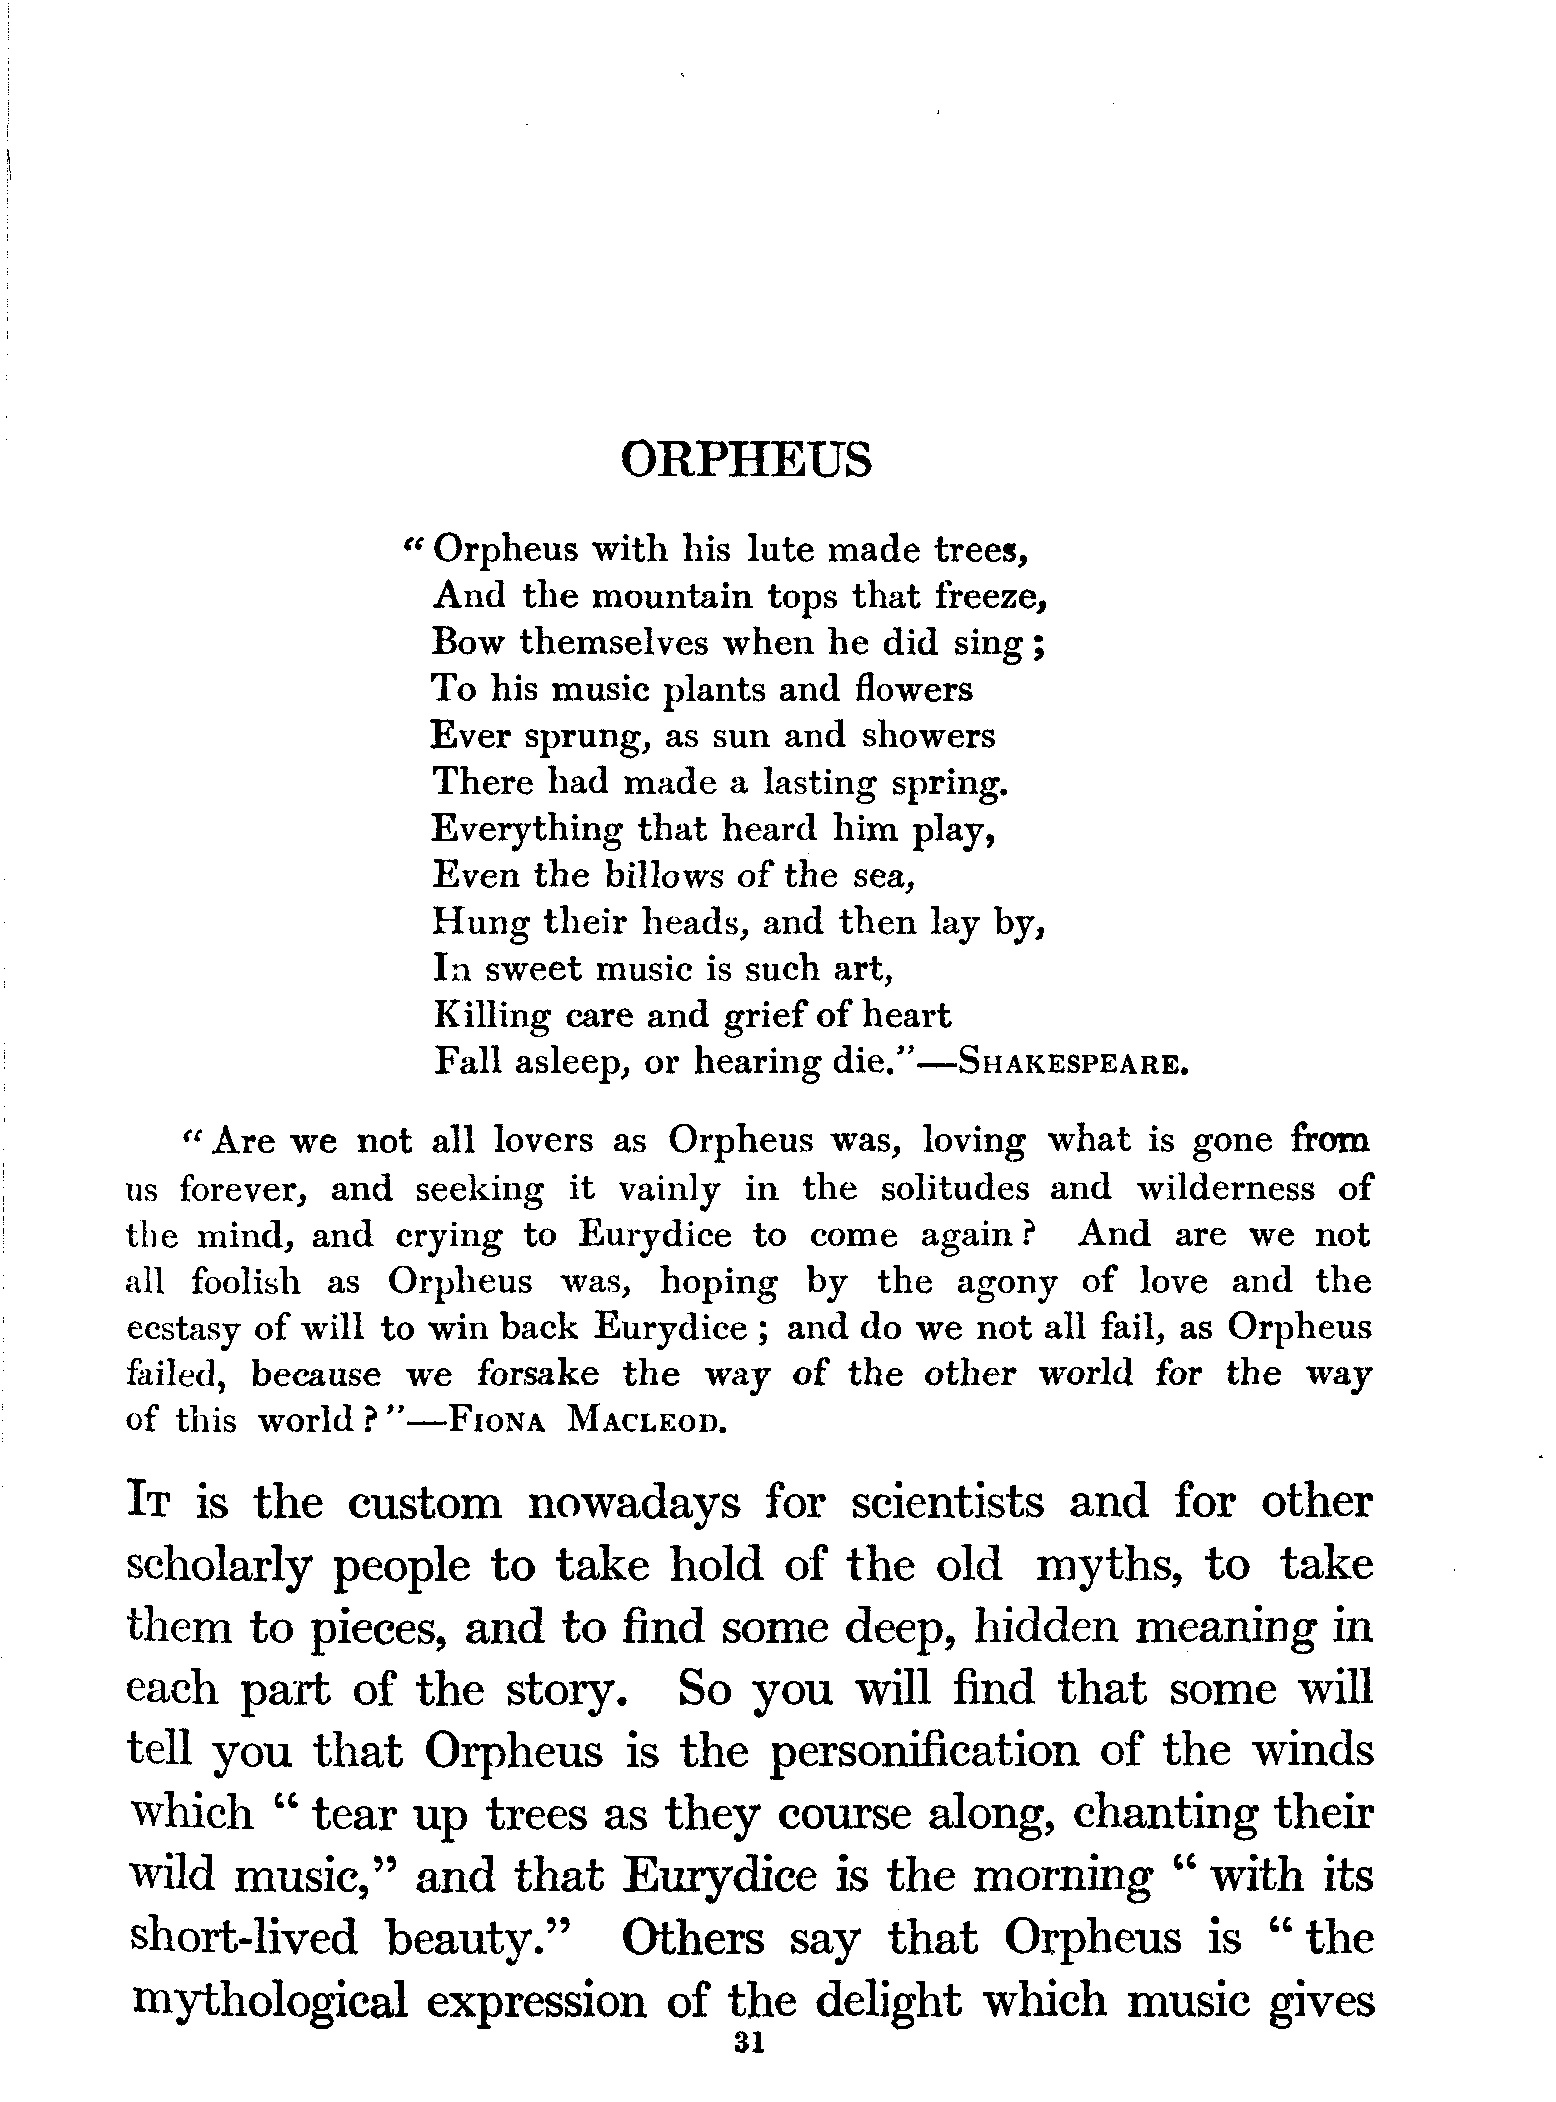 ORPHEUS
“Orpheus with his lute made trees,
And the mountain tops that freeze,
Bow themselves when he did sing;
To his music plants and flowers
Ever sprung, as sun and showers
There had made a lasting spring.
Everything that heard him play,
Even the billows of the sea,
Hung their heads, and then lay by,
In sweet music is such art,
Killing care and grief of heart
Fall asleep, or hearing die.”—SHAKESPEARE.
“Are we not all lovers as Orpheus was, loving what is gone from
us forever, and seeking it vainly in the solitudes and wilderness of
the mind, and crying to Eurydice to come again? And are we not
all foolish as Orpheus was, hoping by the agony of love and the
ecstasy of will to win back Eurydice; and do we not all fail, as Orpheus
failed, because we forsake the way of the other world for the way
of this world?”—FIONA MACLEOD.
IT is the custom nowadays for scientists and for other
scholarly people to take hold of the old myths, to take
them to pieces, and to find some deep, hidden meaning in
each part of the story. So you will find that some will
tell you that Orpheus is the personification of the winds
which “tear up trees as they course along, chanting their
wild music,” and that Eurydice is the morning “with its
short-lived beauty.” Others say that Orpheus is “the
mythological expression of the delight which music gives
31